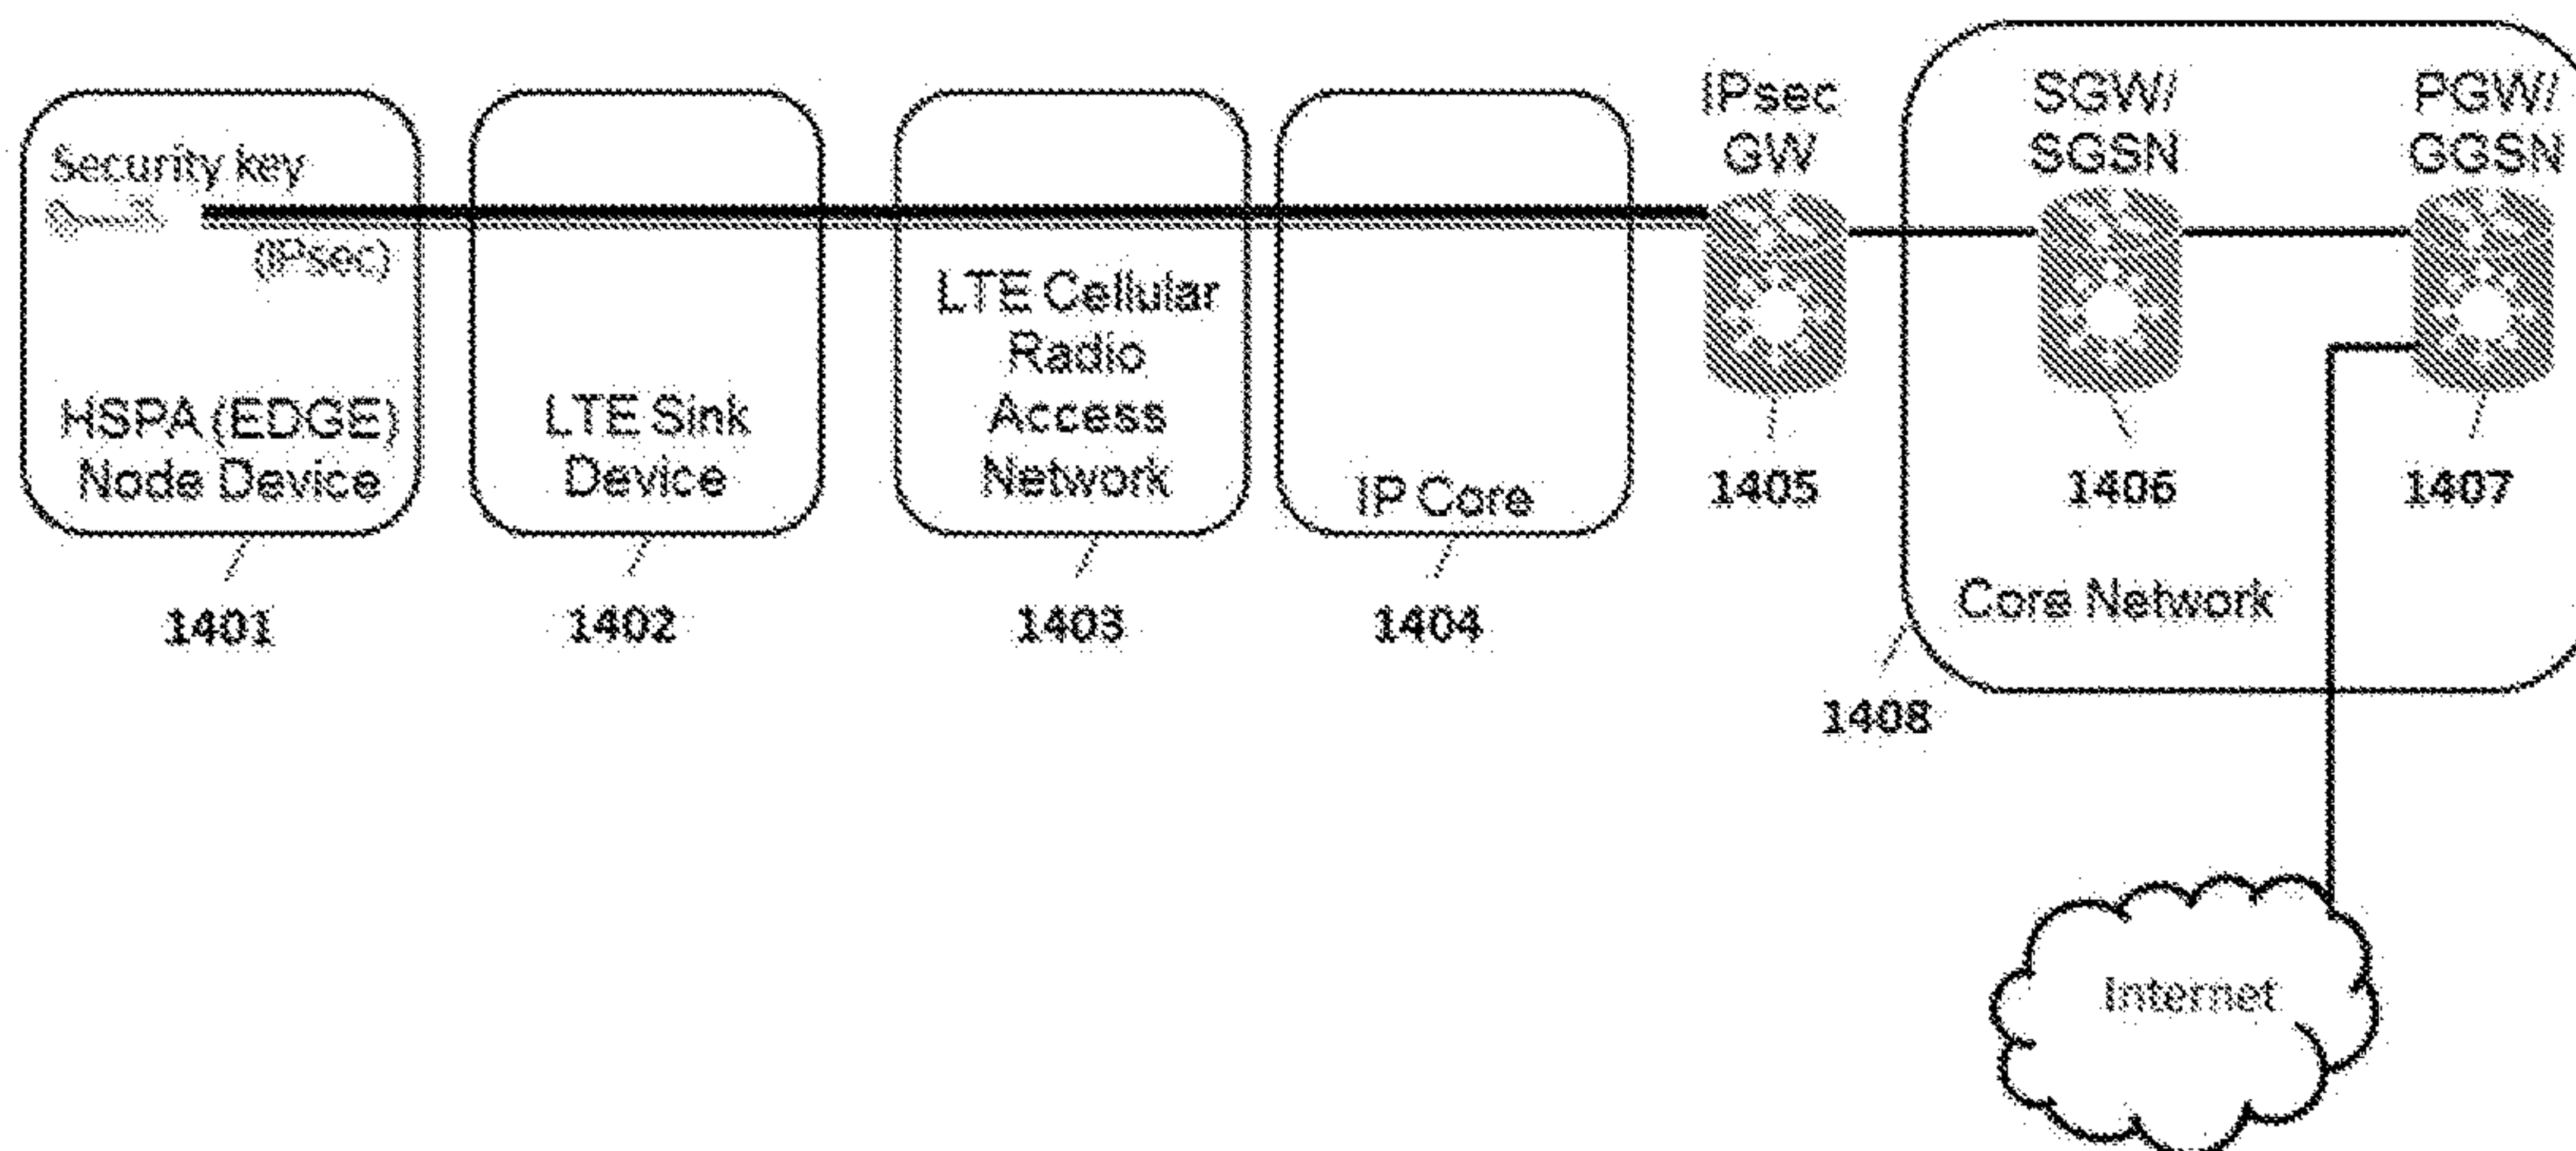 Security key
(IPsec)
HSPA (EDGE)
Node Device
1401
LTE Sink
Device
1402
LTE Cellular
Radio
Access
Network
1403
IP Core
1404
IPsec
GW
1405
SGW/
SGSN
1406
PGW/
GGSN
1407
Core Network
1408
Internet